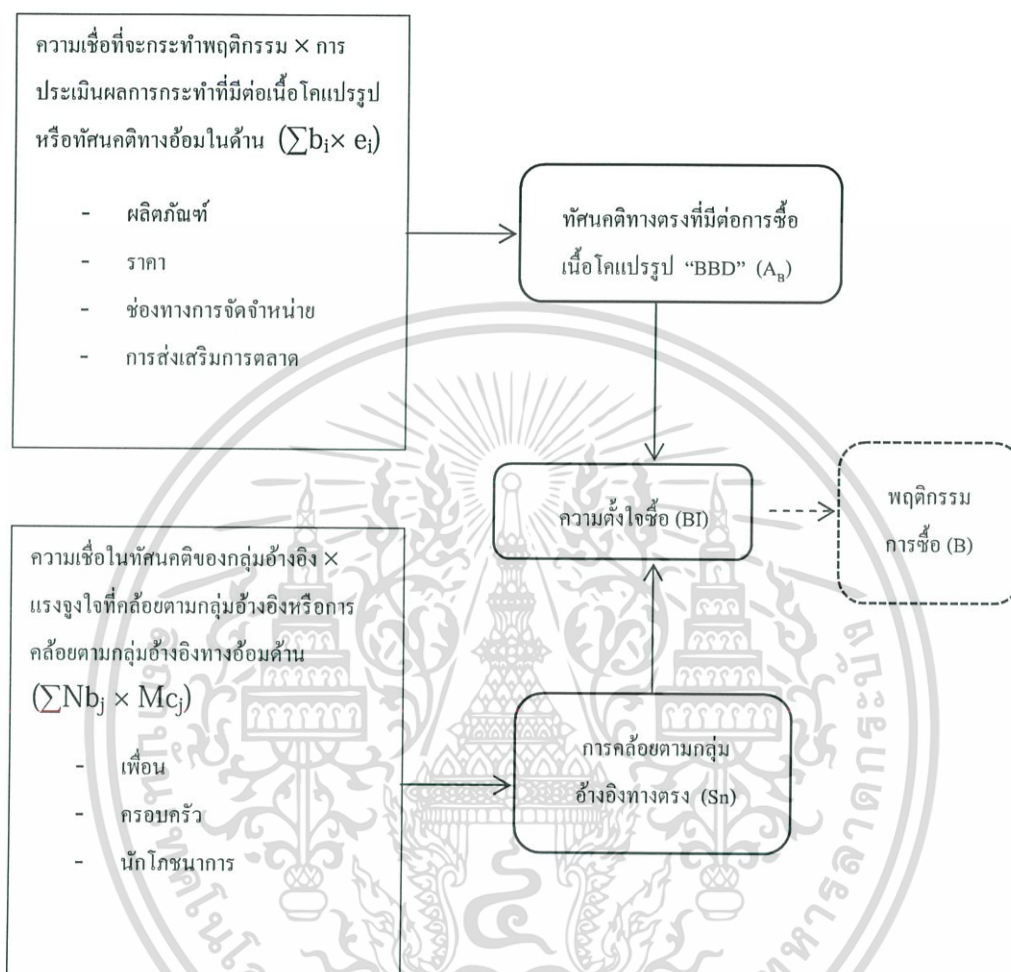 ความเชื่อที่จะกระทำพฤติกรรม × การ
ประเมินผลการกระทำที่มีต่อเนื้อโคแปรรูป
หรือทัศนคติทางอ้อมในด้าน (∑bᵢ× eᵢ)
- ผลิตภัณฑ์
- ราคา
- ช่องทางการจัดจำหน่าย
- การส่งเสริมการตลาด
ทัศนคติทางตรงที่มีต่อการซื้อ
เนื้อโคแปรรูป “BBD” (A_B)
ความตั้งใจซื้อ (BI)
พฤติกรรม
การซื้อ (B)
ความเชื่อในทัศนคติของกลุ่มอ้างอิง ×
แรงจูงใจที่คล้อยตามกลุ่มอ้างอิงหรือการ
คล้อยตามกลุ่มอ้างอิงทางอ้อมด้าน
(∑Nbⱼ × Mcⱼ)
- เพื่อน
- ครอบครัว
- นักโภชนาการ
การคล้อยตามกลุ่ม
อ้างอิงทางตรง (Sn)